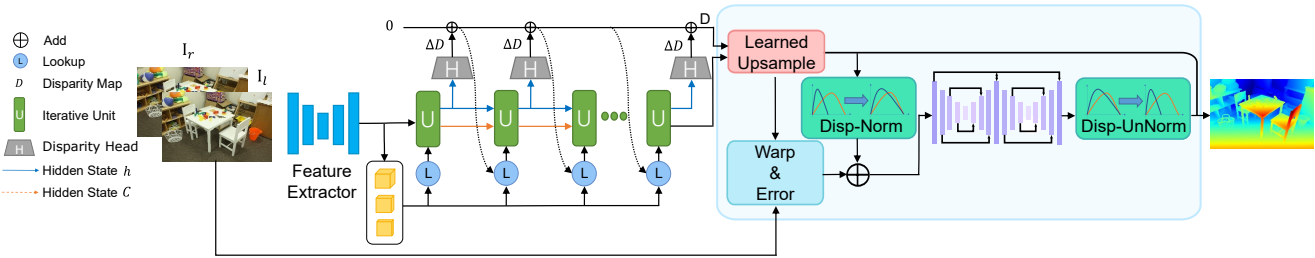 Add
L
Lookup
D
Disparity Map
U
Iterative Unit
H
Disparity Head
Hidden State h
Hidden State C
I_r
I_l
Feature
Extractor
0
ΔD
ΔD
ΔD
D
H
H
H
U
U
U
U
L
L
L
L
Learned
Upsample
Disp-Norm
Warp
&
Error
Disp-UnNorm